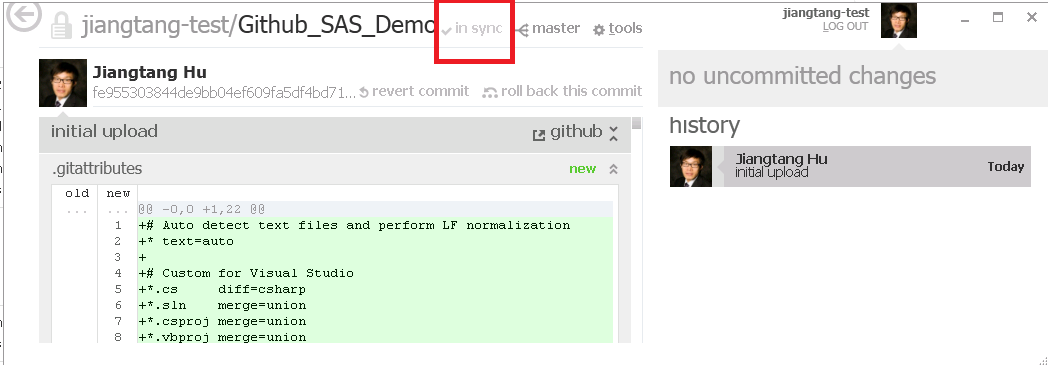 jiangtang-test/Github_SAS_Demo in sync master tools
Jiangtang Hu
fe955303844de9bb04ef609fa5df4bd71... revert commit roll back this commit
initial upload github
.gitattributes new
old new
... ... @@ -0,0 +1,22 @@
1 +# Auto detect text files and perform LF normalization
2 +* text=auto
3 +
4 +# Custom for Visual Studio
5 +*.cs diff=csharp
6 +*.sln merge=union
7 +*.csproj merge=union
8 +*.vbproj merge=union
jiangtang-test
LOG OUT
no uncommitted changes
history
Jiangtang Hu
initial upload
Today